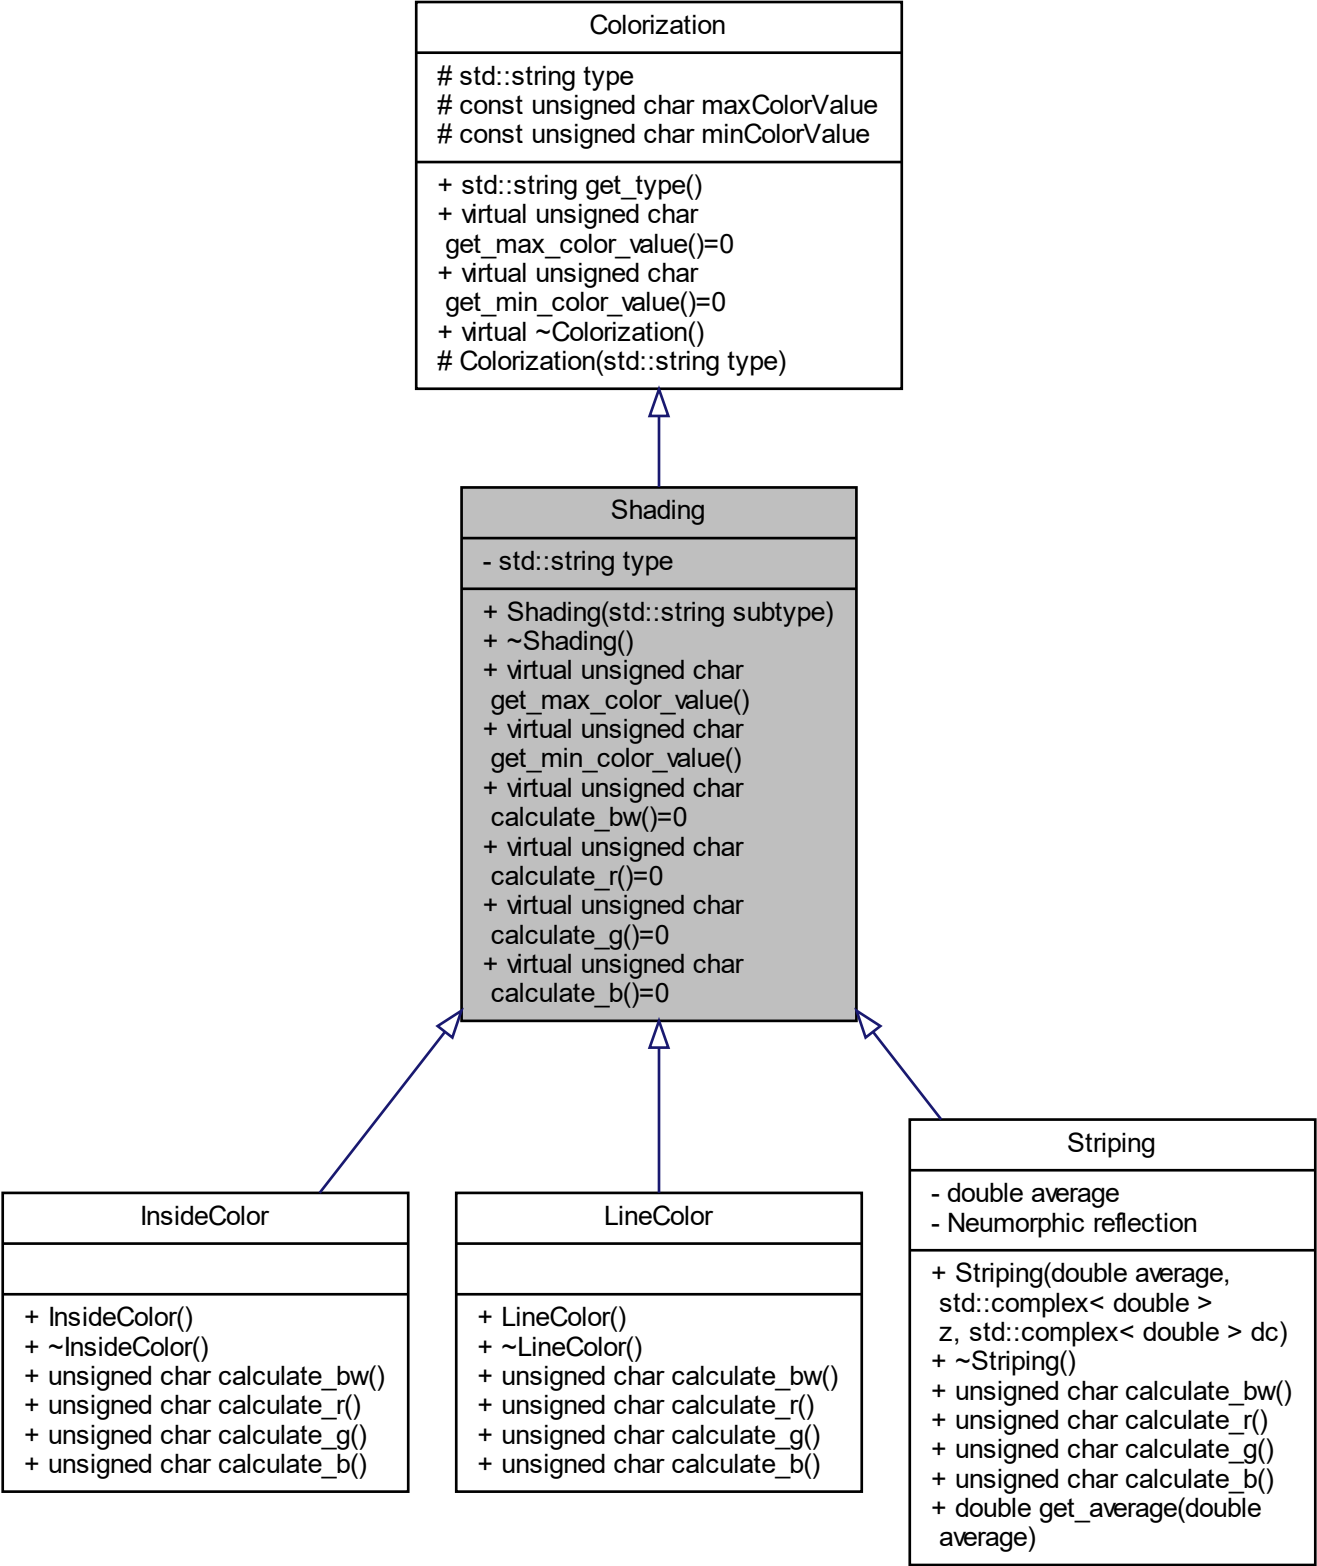 Colorization
# std::string type
# const unsigned char maxColorValue
# const unsigned char minColorValue
+ std::string get_type()
+ virtual unsigned char
get_max_color_value()=0
+ virtual unsigned char
get_min_color_value()=0
+ virtual ~Colorization()
# Colorization(std::string type)
Shading
- std::string type
+ Shading(std::string subtype)
+ ~Shading()
+ virtual unsigned char
get_max_color_value()
+ virtual unsigned char
get_min_color_value()
+ virtual unsigned char
calculate_bw()=0
+ virtual unsigned char
calculate_r()=0
+ virtual unsigned char
calculate_g()=0
+ virtual unsigned char
calculate_b()=0
InsideColor
+ InsideColor()
+ ~InsideColor()
+ unsigned char calculate_bw()
+ unsigned char calculate_r()
+ unsigned char calculate_g()
+ unsigned char calculate_b()
LineColor
+ LineColor()
+ ~LineColor()
+ unsigned char calculate_bw()
+ unsigned char calculate_r()
+ unsigned char calculate_g()
+ unsigned char calculate_b()
Striping
- double average
- Neumorphic reflection
+ Striping(double average,
std::complex< double >
z, std::complex< double > dc)
+ ~Striping()
+ unsigned char calculate_bw()
+ unsigned char calculate_r()
+ unsigned char calculate_g()
+ unsigned char calculate_b()
+ double get_average(double
average)